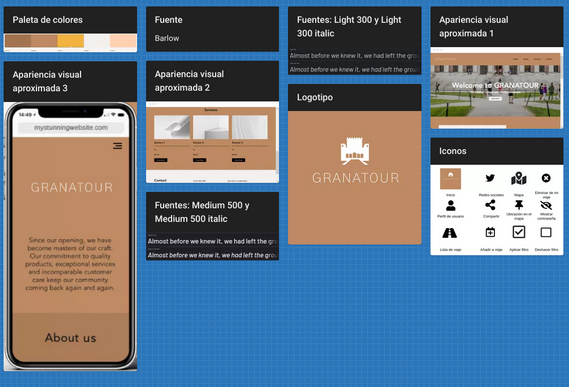 Paleta de colores
Apariencia visual
aproximada 3
14:49
mystunningwebsite.com
GRANATOUR
Since our opening, we have
become masters of our craft.
Our commitment to quality
products, exceptional services
and incomparable customer
care keep our community
coming back again and again.
About us
Fuente
Barlow
Apariencia visual
aproximada 2
Services
Contact
Fuentes: Medium 500 y
Medium 500 italic
Almost before we knew it, we had left the gro
Almost before we knew it, we had left the gro
Fuentes: Light 300 y Light
300 italic
Almost before we knew it, we had left the grou
Almost before we knew it, we had left the grou
Logotipo
GRANATOUR
Apariencia visual
aproximada 1
Welcome to GRANATOUR
Iconos
Inicio
Redes sociales
Mapa
Eliminar de mi
viaje
Perfil de usuario
Compartir
Ubicación en el
mapa
Mostrar
contraseña
Lista de viaje
Añadir a viaje
Aplicar filtro
Deshacer filtro